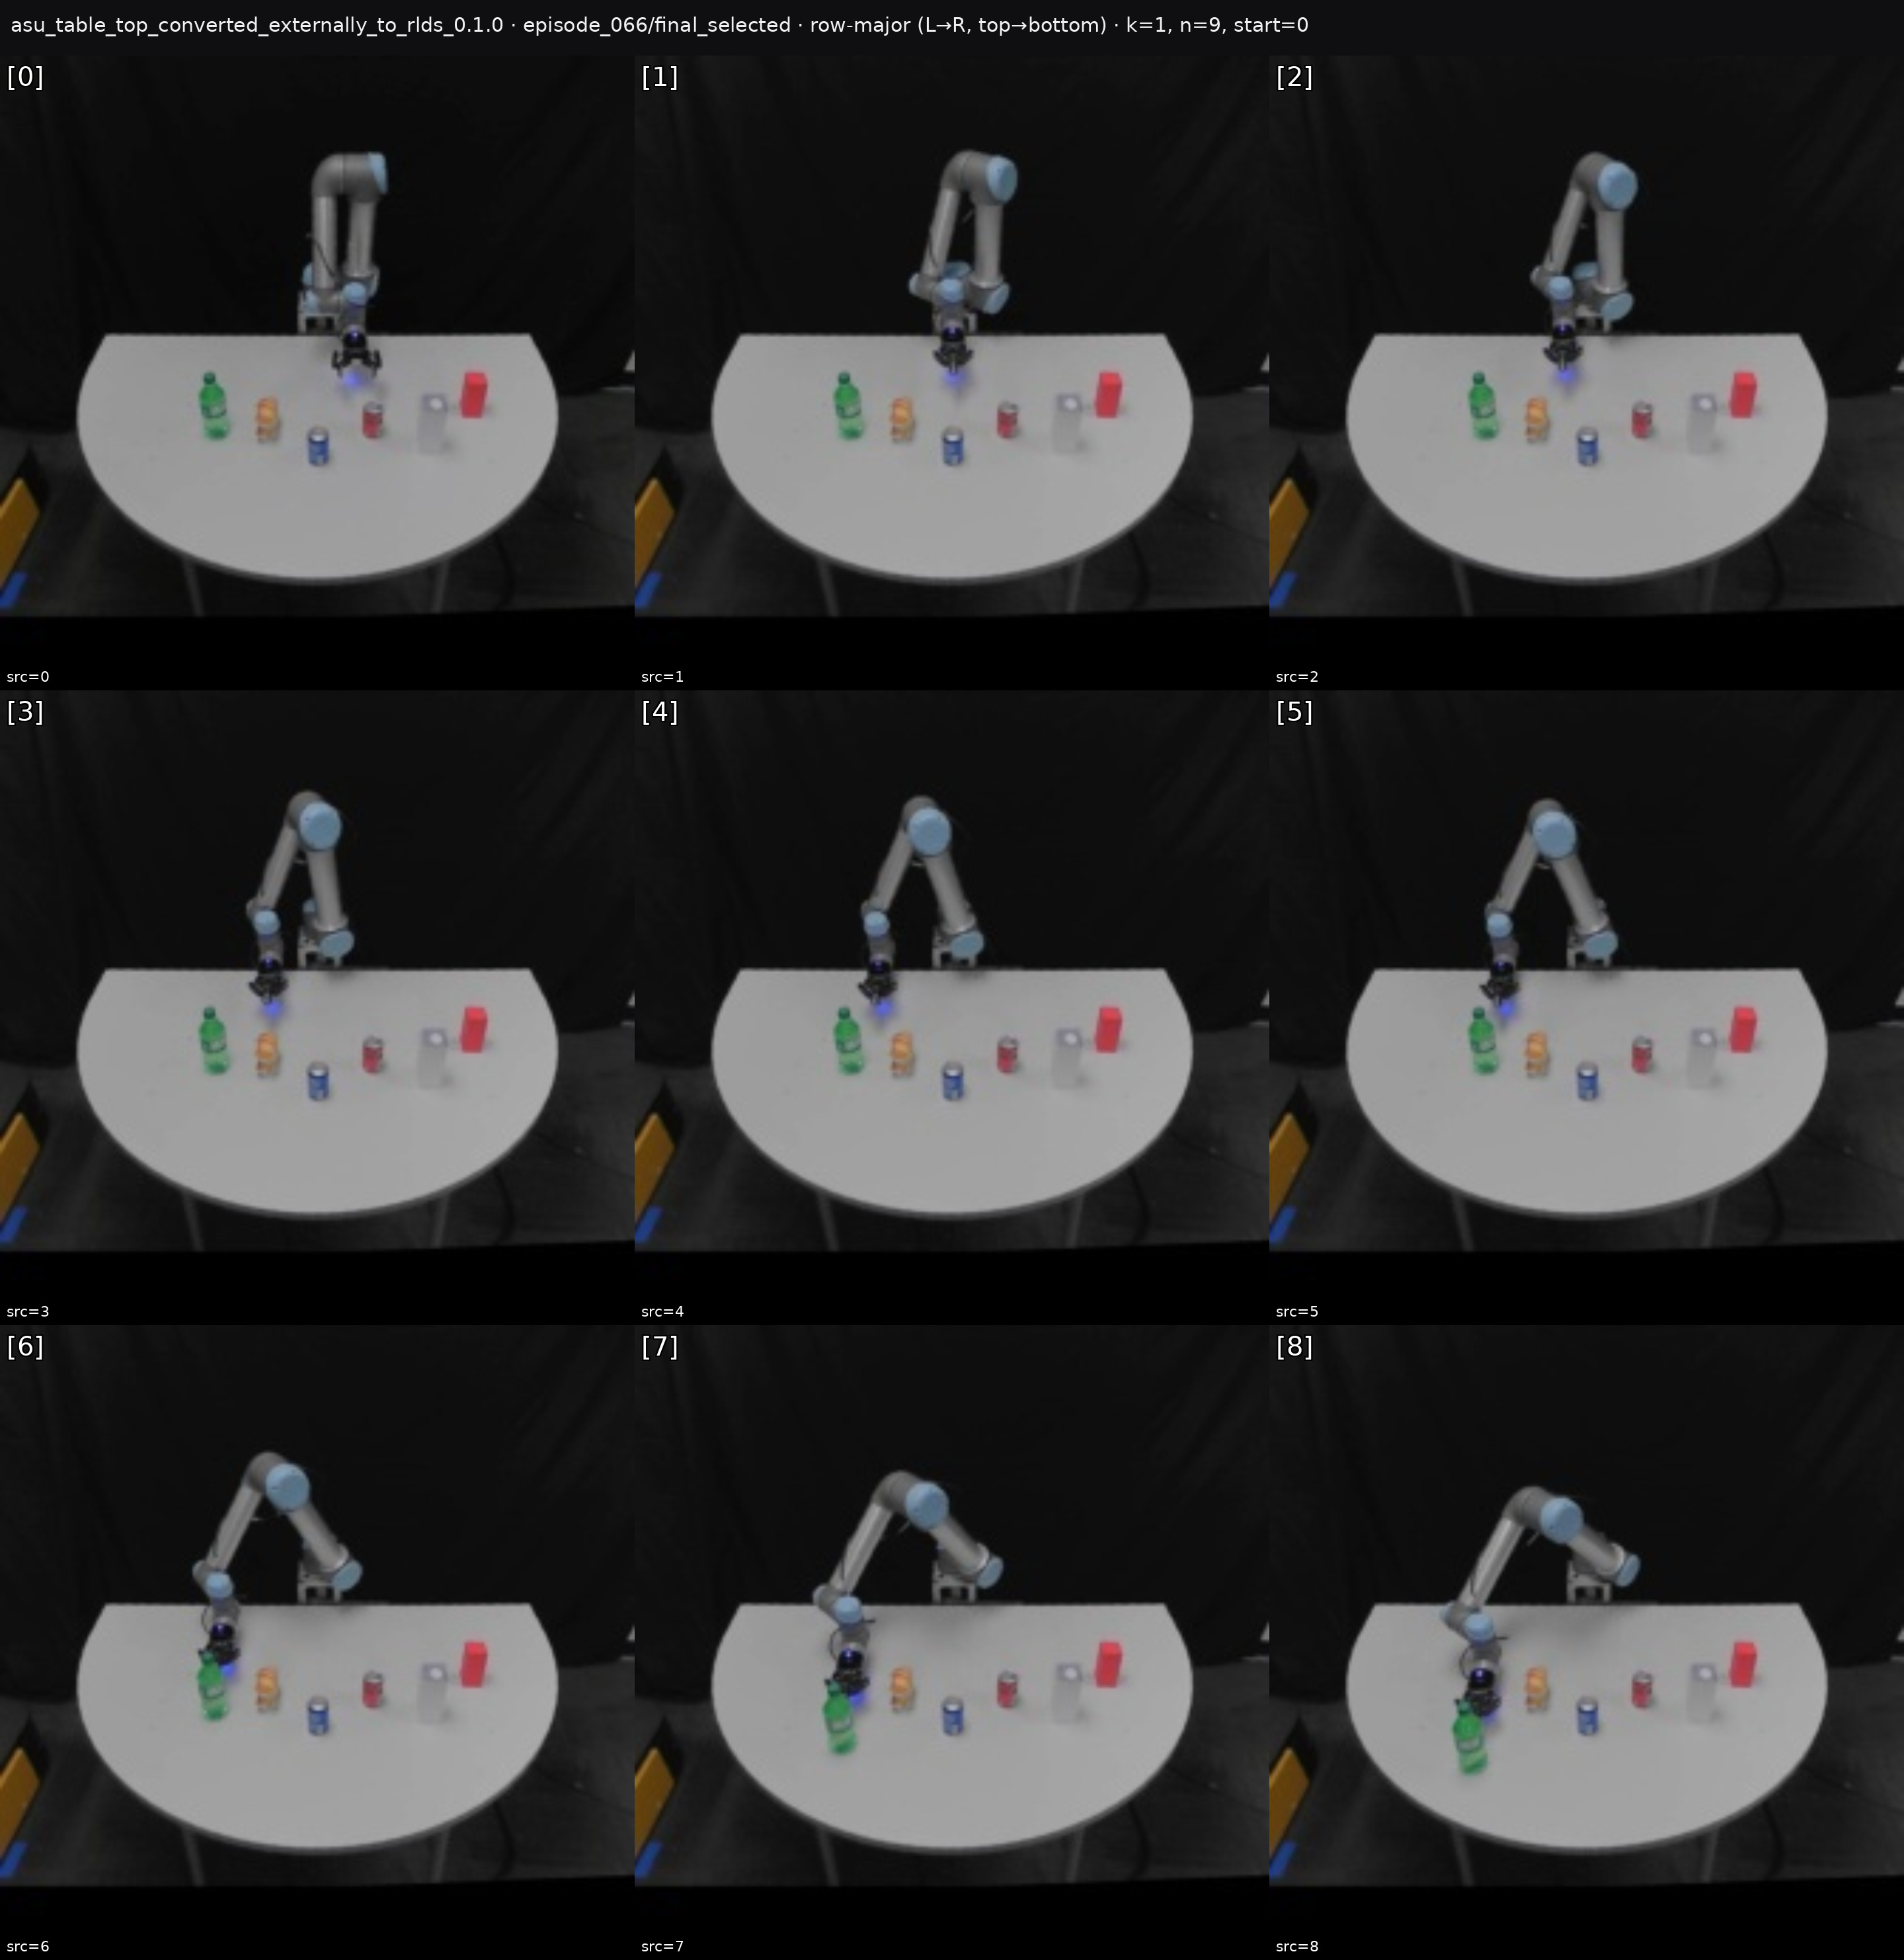 asu_table_top_converted_externally_to_rlds_0.1.0 · episode_066/final_selected · row-major (L→R, top→bottom) · k=1, n=9, start=0
[0]
[1]
[2]
src=0
src=1
src=2
[3]
[4]
[5]
src=3
src=4
src=5
[6]
[7]
[8]
src=6
src=7
src=8